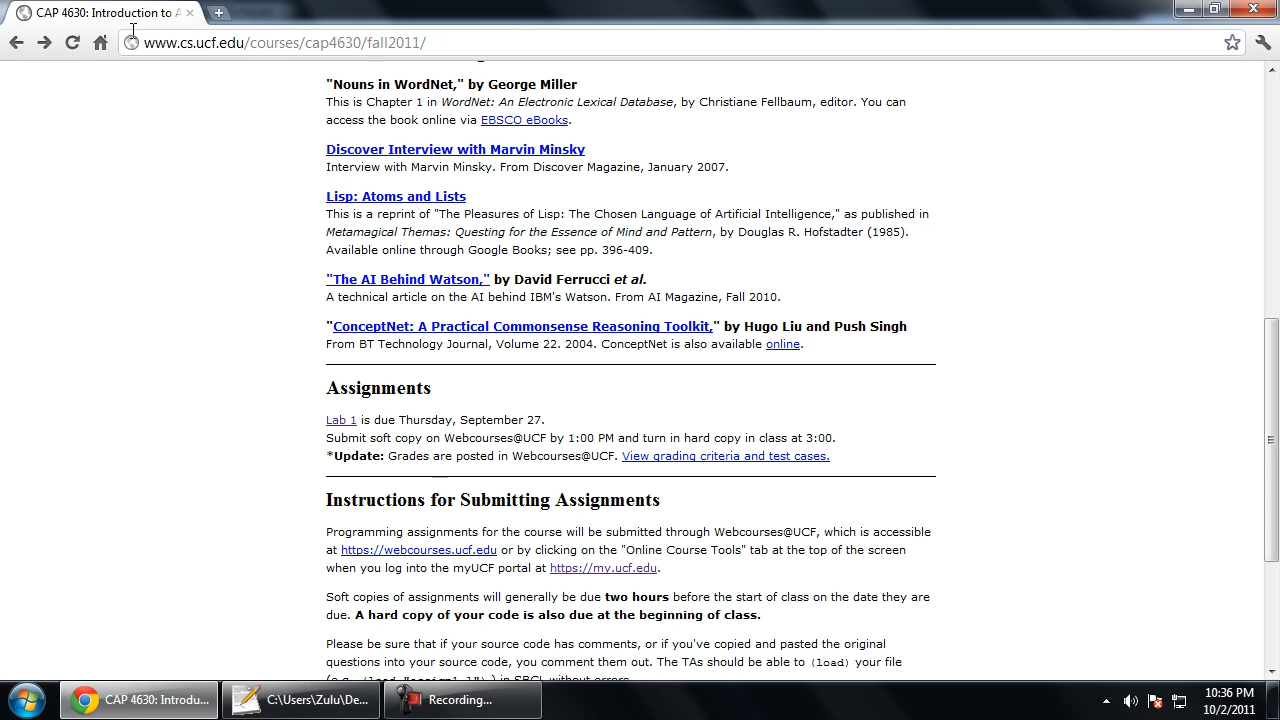 CAP 4630: Introduction to A
www.cs.ucf.edu/courses/cap4630/fall2011/
"Nouns in WordNet," by George Miller
This is Chapter 1 in WordNet: An Electronic Lexical Database, by Christiane Fellbaum, editor. You can
access the book online via EBSCO eBooks.
Discover Interview with Marvin Minsky
Interview with Marvin Minsky. From Discover Magazine, January 2007.
Lisp: Atoms and Lists
This is a reprint of "The Pleasures of Lisp: The Chosen Language of Artificial Intelligence," as published in
Metamagical Themas: Questing for the Essence of Mind and Pattern, by Douglas R. Hofstadter (1985).
Available online through Google Books; see pp. 396-409.
"The AI Behind Watson," by David Ferrucci et al.
A technical article on the AI behind IBM's Watson. From AI Magazine, Fall 2010.
"ConceptNet: A Practical Commonsense Reasoning Toolkit," by Hugo Liu and Push Singh
From BT Technology Journal, Volume 22. 2004. ConceptNet is also available online.
Assignments
Lab 1 is due Thursday, September 27.
Submit soft copy on Webcourses@UCF by 1:00 PM and turn in hard copy in class at 3:00.
*Update: Grades are posted in Webcourses@UCF. View grading criteria and test cases.
Instructions for Submitting Assignments
Programming assignments for the course will be submitted through Webcourses@UCF, which is accessible
at https://webcourses.ucf.edu or by clicking on the "Online Course Tools" tab at the top of the screen
when you log into the myUCF portal at https://my.ucf.edu.
Soft copies of assignments will generally be due two hours before the start of class on the date they are
due. A hard copy of your code is also due at the beginning of class.
Please be sure that if your source code has comments, or if you've copied and pasted the original
questions into your source code, you comment them out. The TAs should be able to (load) your file
(e.g., (load "assign1.l").) in SBCL without errors.
CAP 4630: Introdu...
C:\Users\Zulu\De...
Recording...
10:36 PM
10/2/2011